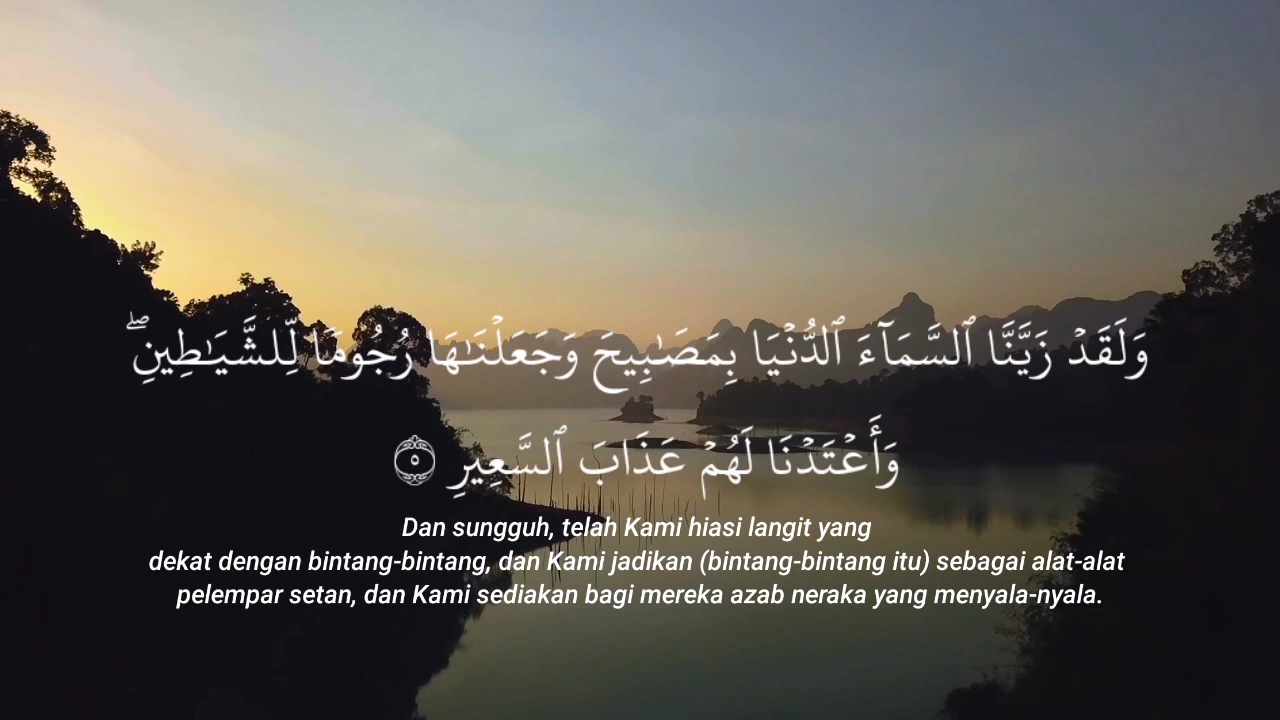 وَلَقَدْ زَيَّنَّا ٱلسَّمَآءَ ٱلدُّنْيَا بِمَصَـٰبِيحَ وَجَعَلْنَـٰهَا رُجُومًا لِّلشَّيَـٰطِينِ ۖ
وَأَعْتَدْنَا لَهُمْ عَذَابَ ٱلسَّعِيرِ ٥
Dan sungguh, telah Kami hiasi langit yang
dekat dengan bintang-bintang, dan Kami jadikan (bintang-bintang itu) sebagai alat-alat
pelempar setan, dan Kami sediakan bagi mereka azab neraka yang menyala-nyala.